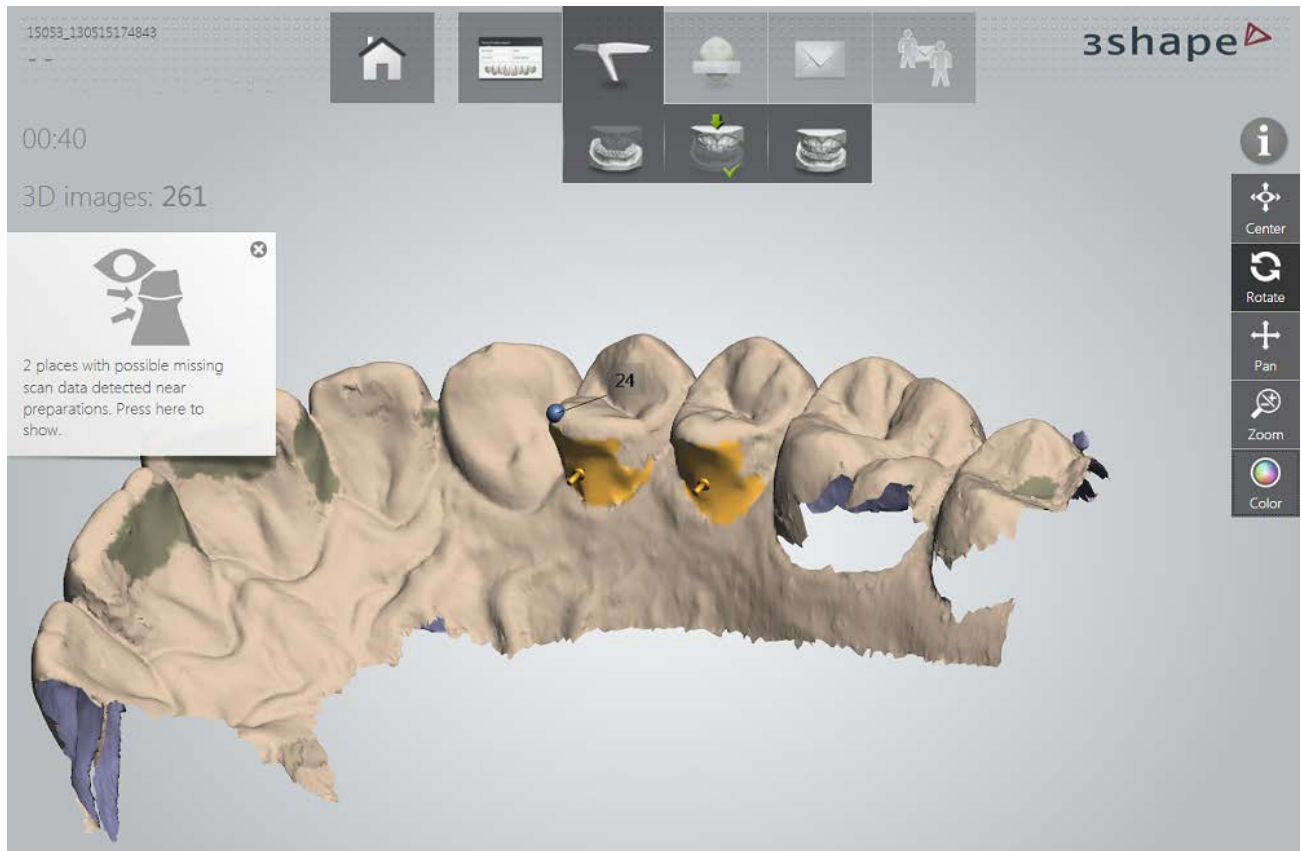 15053_130515174843
- -
3shape
00:40
3D images: 261
Center
Rotate
2 places with possible missing
scan data detected near
preparations. Press here to
show.
24
Pan
Zoom
Color